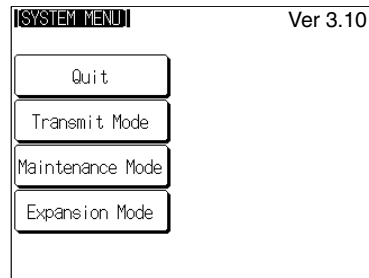 SYSTEM MENU Ver 3.10
Quit
Transmit Mode
Maintenance Mode
Expansion Mode